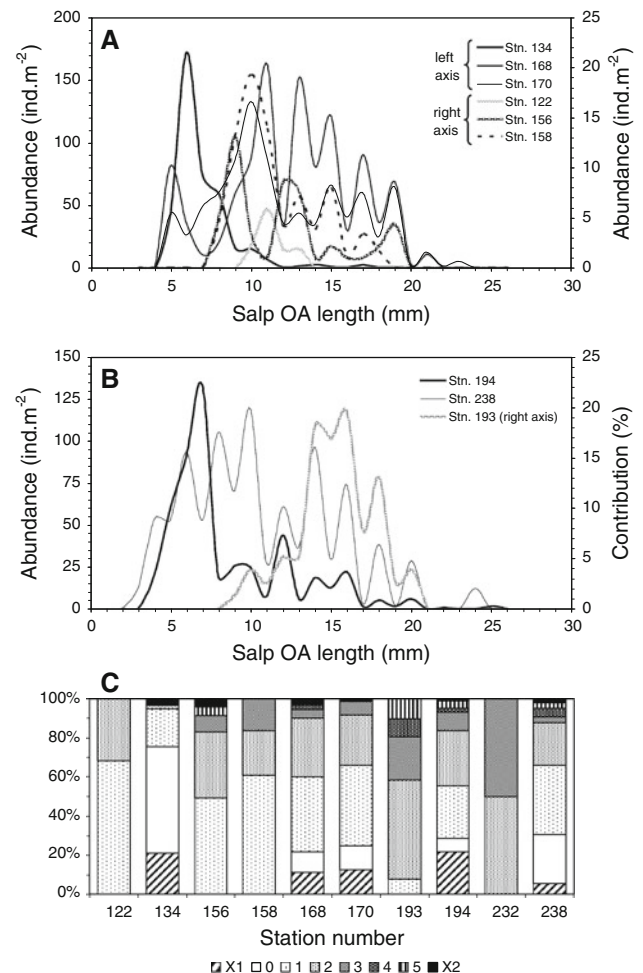 A
Abundance (ind.m-2)
200
150
100
50
0
left axis
Stn. 134
Stn. 168
Stn. 170
right axis
Stn. 122
Stn. 156
Stn. 158
25
20
15
10
5
0
Abundance (ind.m-2)
0 5 10 15 20 25 30
Salp OA length (mm)
B
Abundance (ind.m-2)
150
125
100
75
50
25
0
Stn. 194
Stn. 238
Stn. 193 (right axis)
25
20
15
10
5
0
Contribution (%)
0 5 10 15 20 25 30
Salp OA length (mm)
C
100%
80%
60%
40%
20%
0%
122 134 156 158 168 170 193 194 232 238
Station number
X1 0 1 2 3 4 5 X2